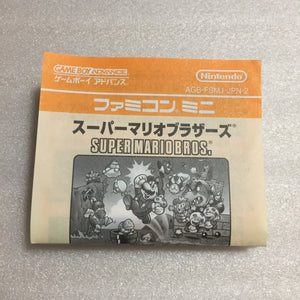 GAME BOY ADVANCE
ゲームボーイアドバンス
Nintendo
AGB-FSMJ-JPN-2
ファミコンミニ
スーパーマリオブラザーズ®
SUPER MARIO BROS.